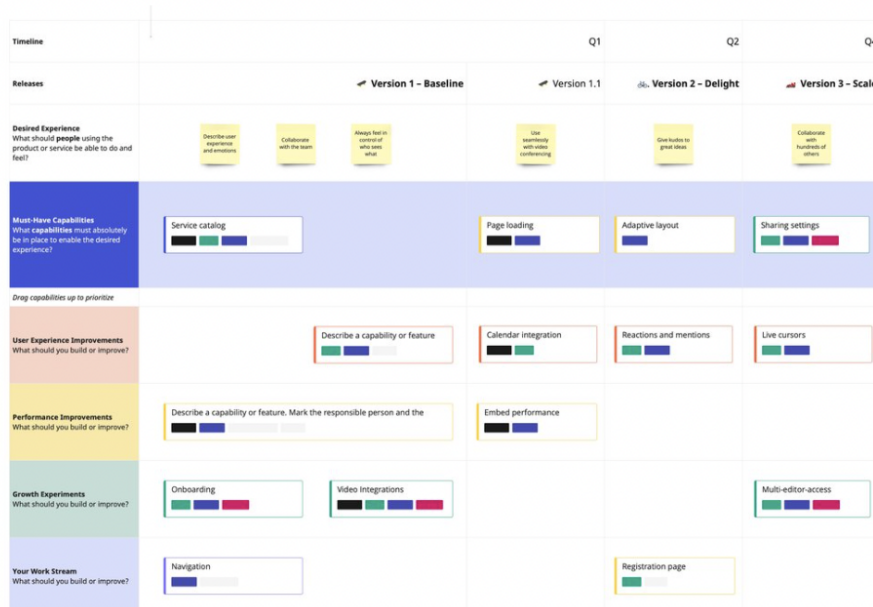 Timeline
Q1
Q2
Releases
Version 1 – Baseline
Version 1.1
Version 2 – Delight
Version 3 – Scale
Desired Experience
What should people using the
product or service be able to do and
feel?
Describe user
experience
and emotions
Collaborate
with the team
Always feel in
control of
who sees
what
Use
seamlessly
with video
conferencing
Give kudos to
great ideas
Collaborate
with
hundreds of
others
Must-Have Capabilities
What capabilities must absolutely
be in place to enable the desired
experience?
Service catalog
Page loading
Adaptive layout
Sharing settings
Drag capabilities up to prioritize
User Experience Improvements
What should you build or improve?
Describe a capability or feature
Calendar integration
Reactions and mentions
Live cursors
Performance Improvements
What should you build or improve?
Describe a capability or feature. Mark the responsible person and the
Embed performance
Growth Experiments
What should you build or improve?
Onboarding
Video Integrations
Multi-editor-access
Your Work Stream
What should you build or improve?
Navigation
Registration page